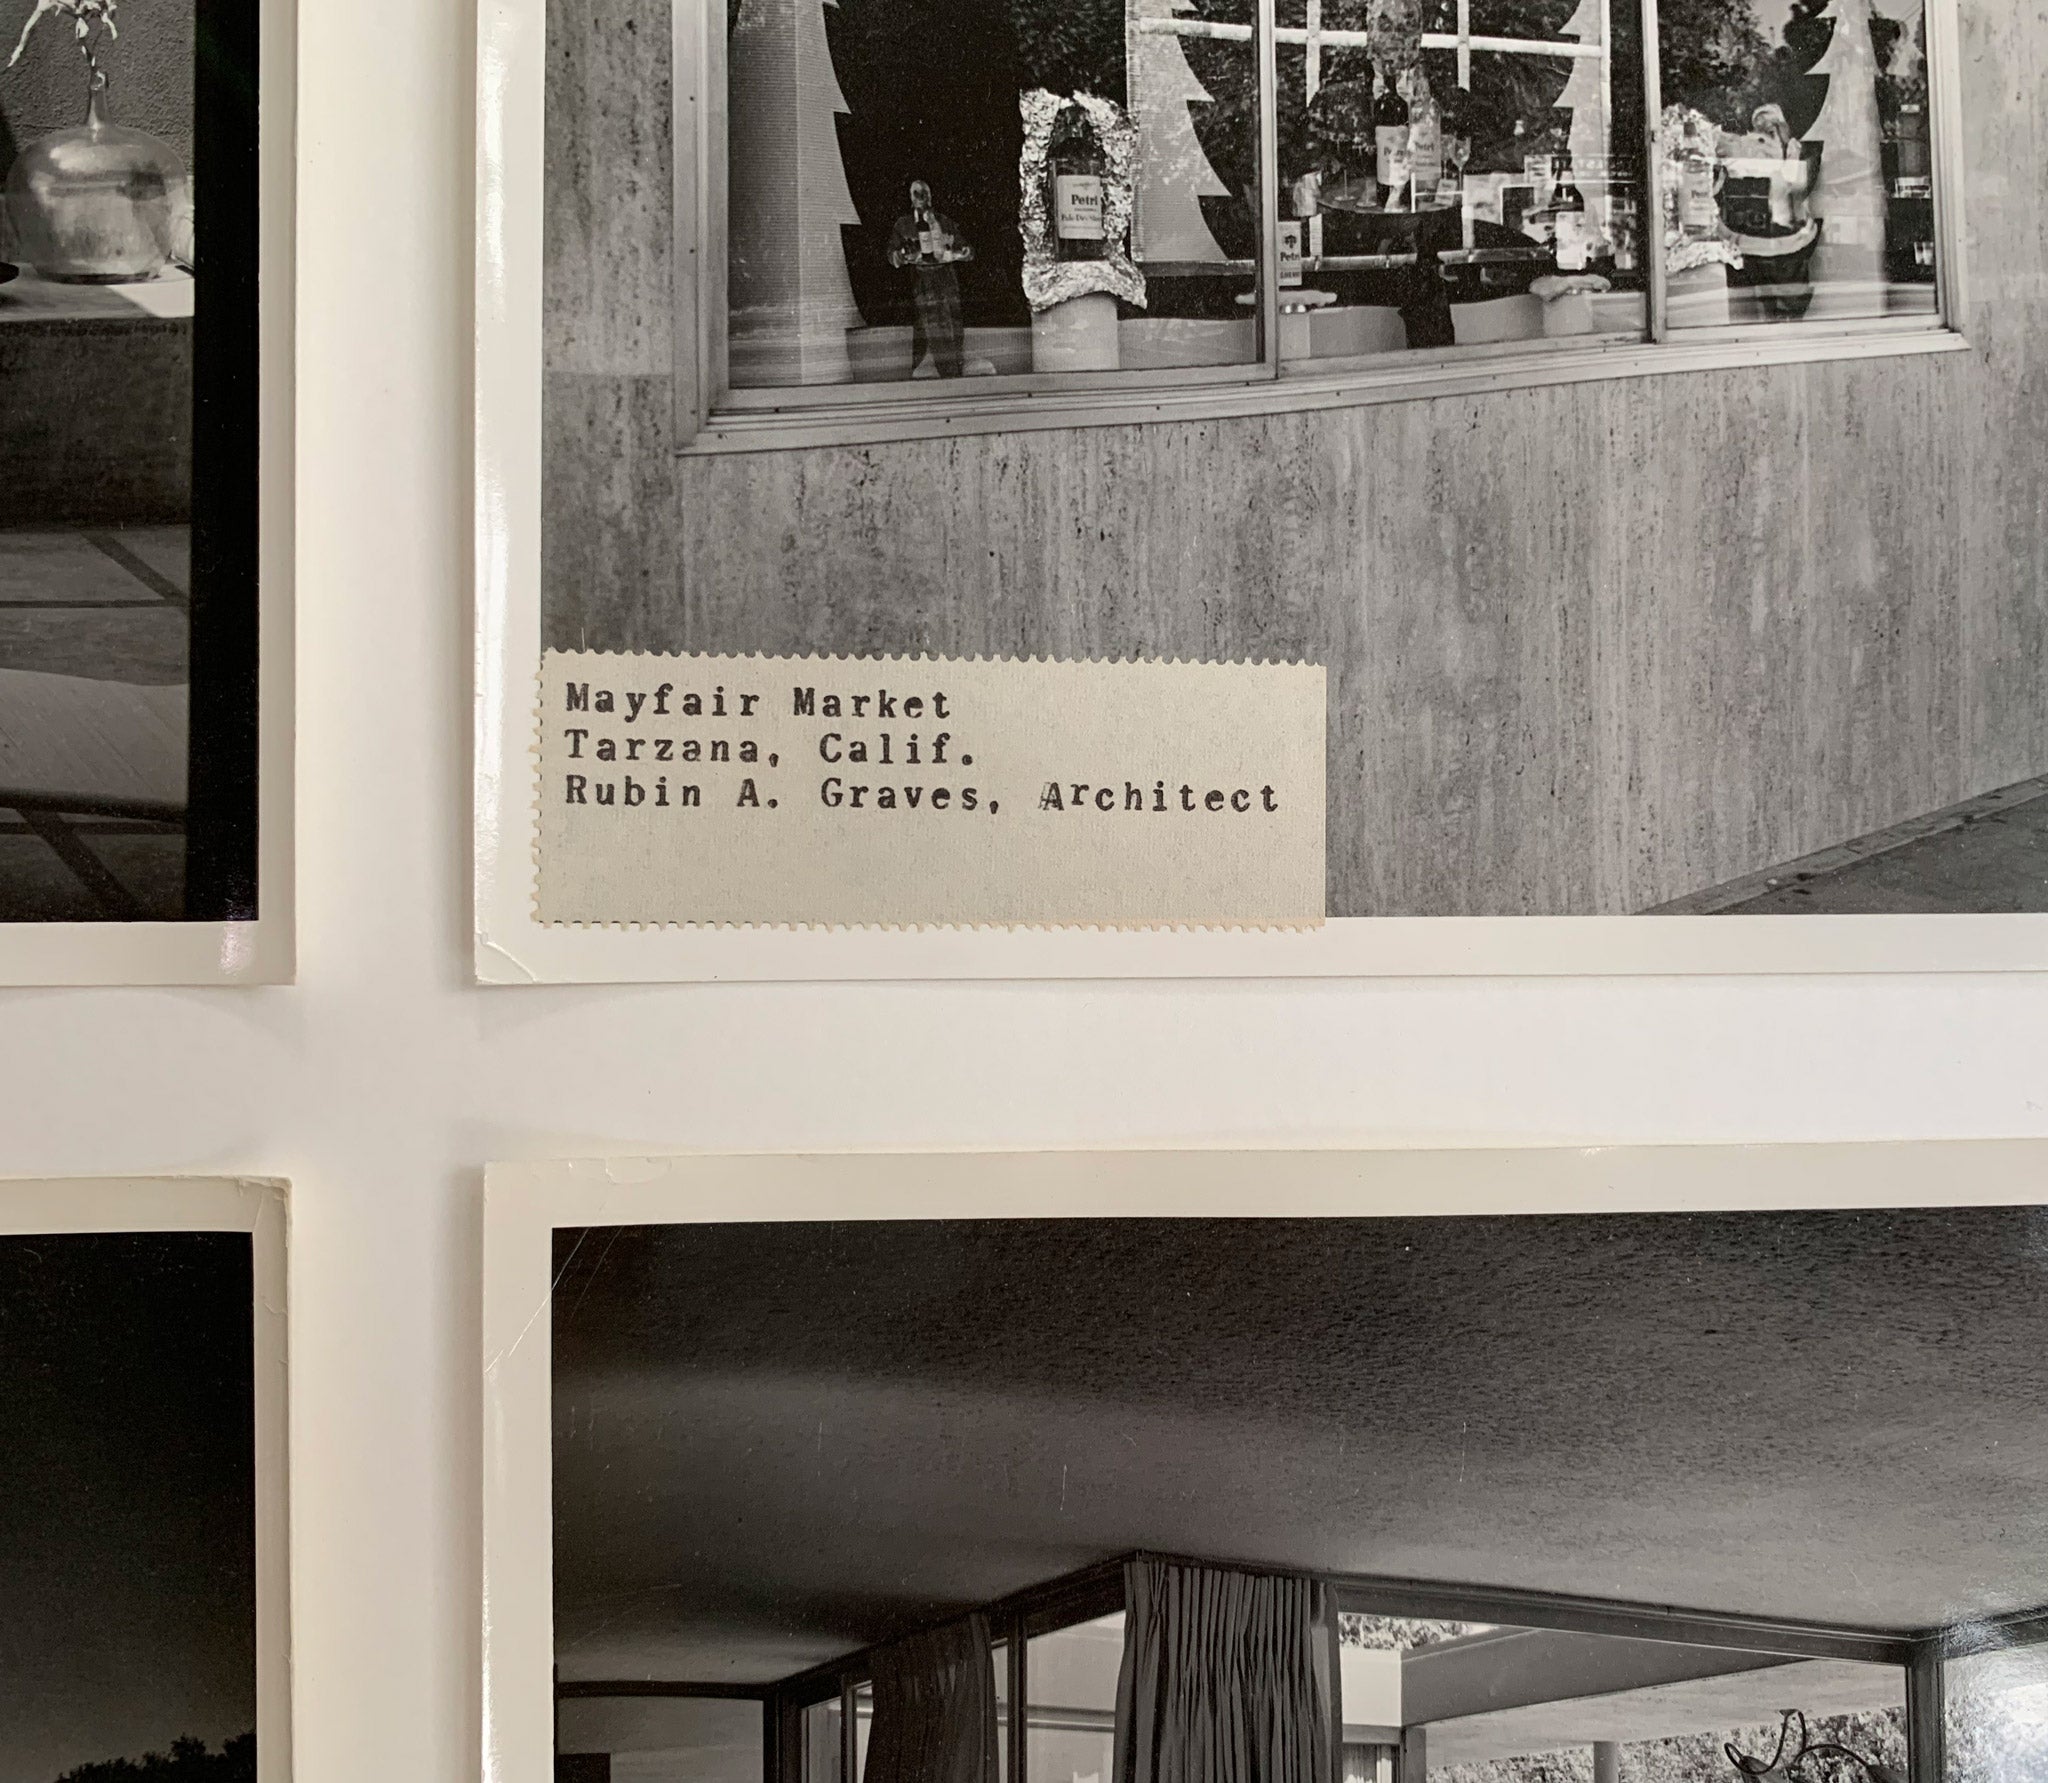 Petri
Petri
Petri
Mayfair Market
Tarzana, Calif.
Rubin A. Graves, Architect